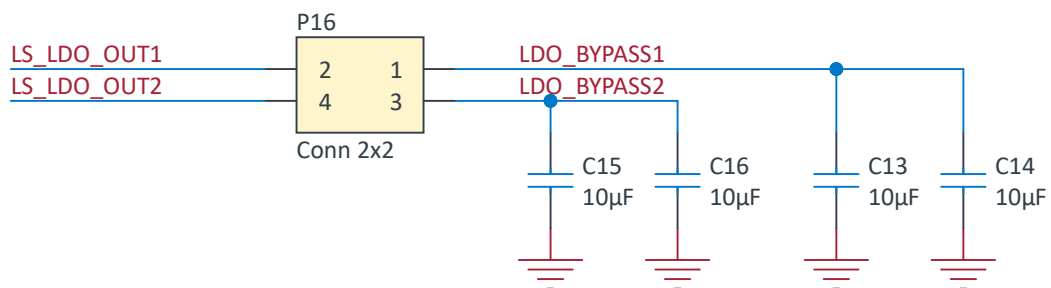 P16
LS_LDO_OUT1
2 1
LDO_BYPASS1
LS_LDO_OUT2
4 3
LDO_BYPASS2
Conn 2x2
C15
10µF
C16
10µF
C13
10µF
C14
10µF